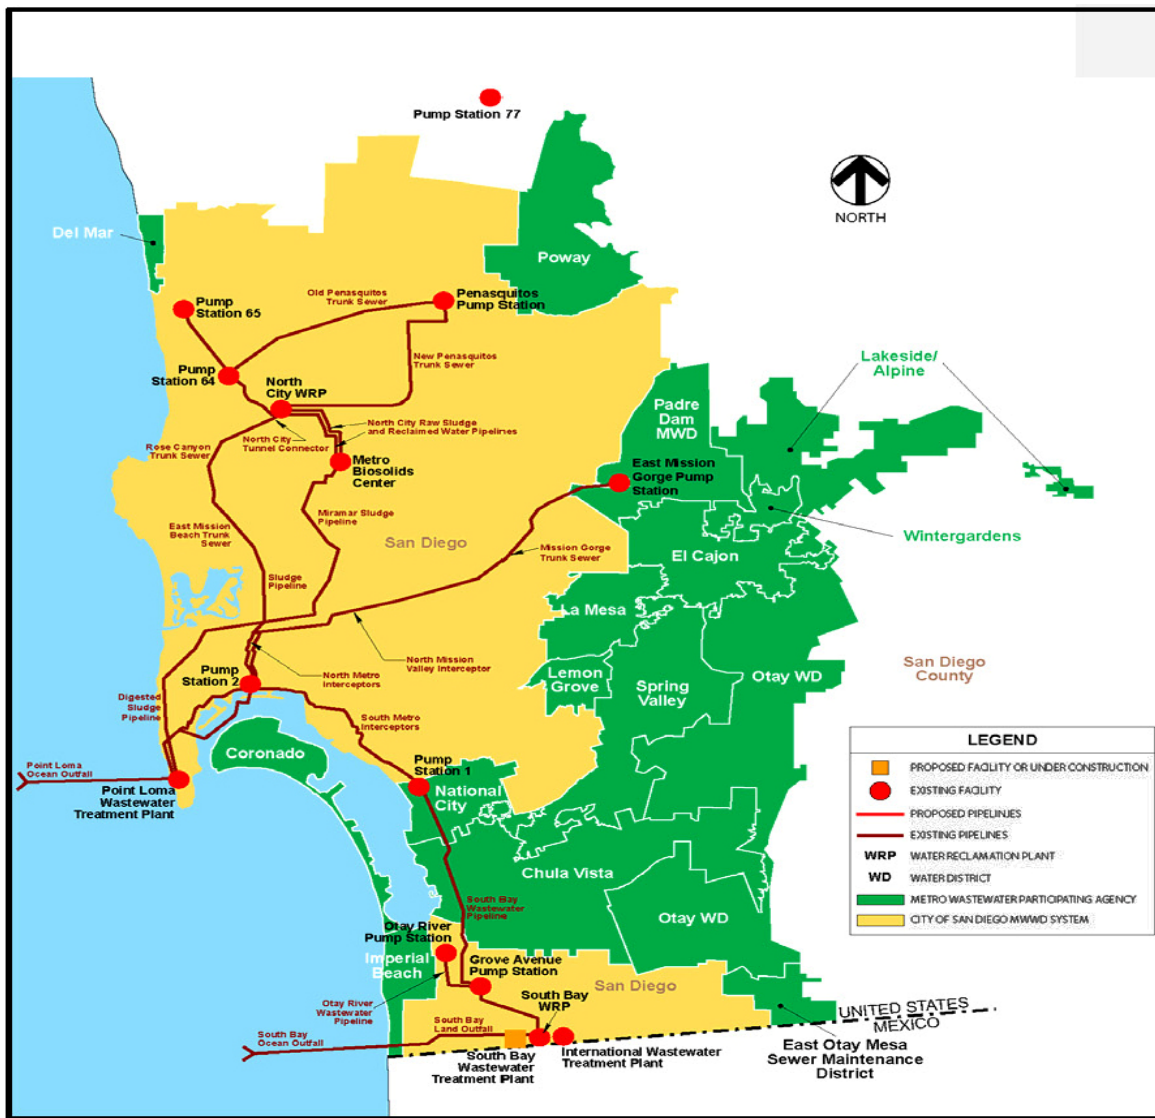 Pump Station 77
NORTH
Del Mar
Poway
Old Penasquitos
Trunk Sewer
Penasquitos
Pump Station
Pump
Station 65
New Penasquitos
Trunk Sewer
Pump
Station 64
North
City WRP
Lakeside/
Alpine
Padre
Dam
MWD
North City Raw Sludge
and Reclaimed Water Pipelines
Rose Canyon
Trunk Sewer
North City
Tunnel Connector
Metro
Biosolids
Center
East Mission
Gorge Pump
Station
Miramar Sludge
Pipeline
East Mission
Beach Trunk
Sewer
San Diego
Wintergardens
Mission Gorge
Trunk Sewer
El Cajon
Sludge
Pipeline
La Mesa
North Mission
Valley Interceptor
Pump
Station 2
North Metro
Interceptors
Lemon
Grove
Spring
Valley
Otay WD
San Diego
County
Digested
Sludge
Pipeline
South Metro
Interceptors
Coronado
Point Loma
Ocean Outfall
Point Loma
Wastewater
Treatment Plant
Pump
Station 1
National
City
LEGEND
PROPOSED FACILITY OR UNDER CONSTRUCTION
EXISTING FACILITY
PROPOSED PIPELINJES
EXISTING PIPELINES
WRP WATER RECLAMATION PLANT
WD WATER DISTRICT
METRO WASTEWATER PARTICIPATING AGENCY
CITY OF SAN DIEGO MWWD SYSTEM
Chula Vista
South Bay
Wastewater
Pipeline
Otay WD
Otay River
Pump Station
Imperial
Beach
Grove Avenue
Pump Station
San Diego
South Bay
WRP
Otay River
Wastewater
Pipeline
South Bay
Land Outfall
South Bay
Ocean Outfall
UNITED STATES
MEXICO
South Bay
Wastewater
Treatment Plant
International Wastewater
Treatment Plant
East Otay Mesa
Sewer Maintenance
District